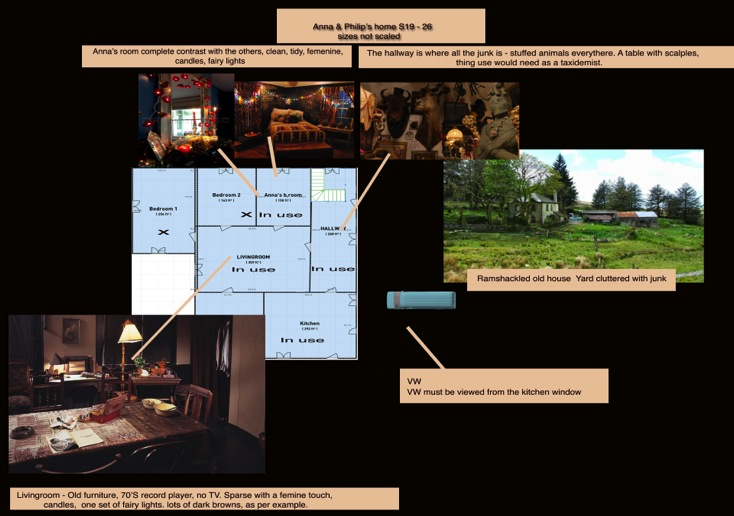 Anna & Philip's home S19 - 26
sizes not scaled
Anna's room complete contrast with the others, clean, tidy, femenine,
candles, fairy lights
The hallway is where all the junk is - stuffed animals everythere. A table with scalples,
thing use would need as a taxidemist.
Bedroom 1
X
Bedroom 2
X
Anna's b.room
In use
HALLW
In use
LIVINGROOM
In use
Kitchen
In use
Ramshackled old house Yard cluttered with junk
VW
VW must be viewed from the kitchen window
Livingroom - Old furniture, 70'S record player, no TV. Sparse with a femine touch,
candles, one set of fairy lights. lots of dark browns, as per example.